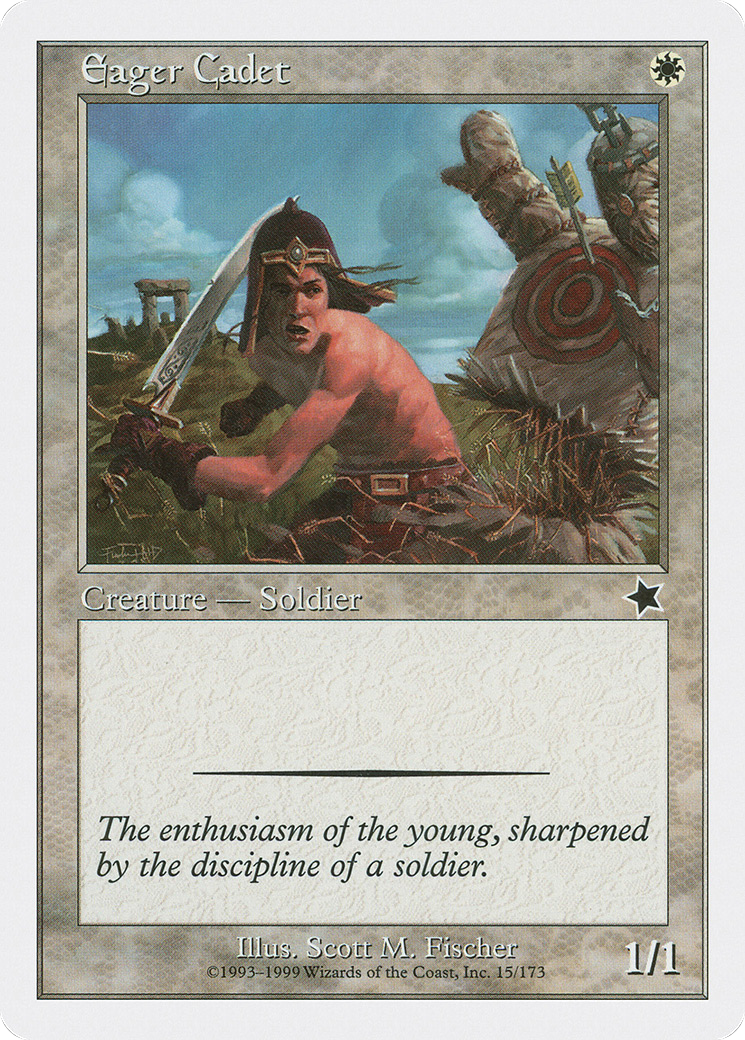 Eager Cadet
Creature — Soldier
The enthusiasm of the young, sharpened
by the discipline of a soldier.
Illus. Scott M. Fischer
©1993–1999 Wizards of the Coast, Inc. 15/173
1/1